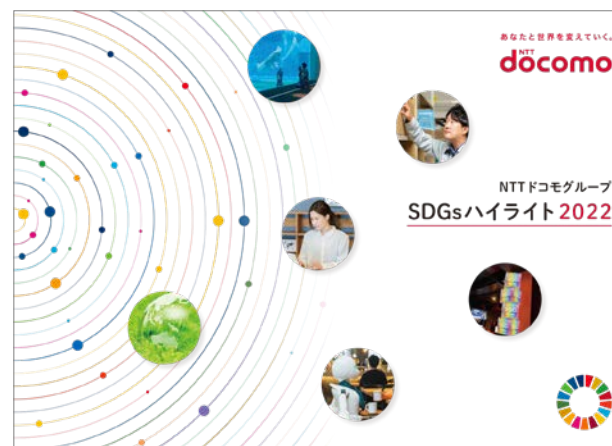 あなたと世界を変えていく。
NTT
docomo
NTTドコモグループ
SDGsハイライト2022